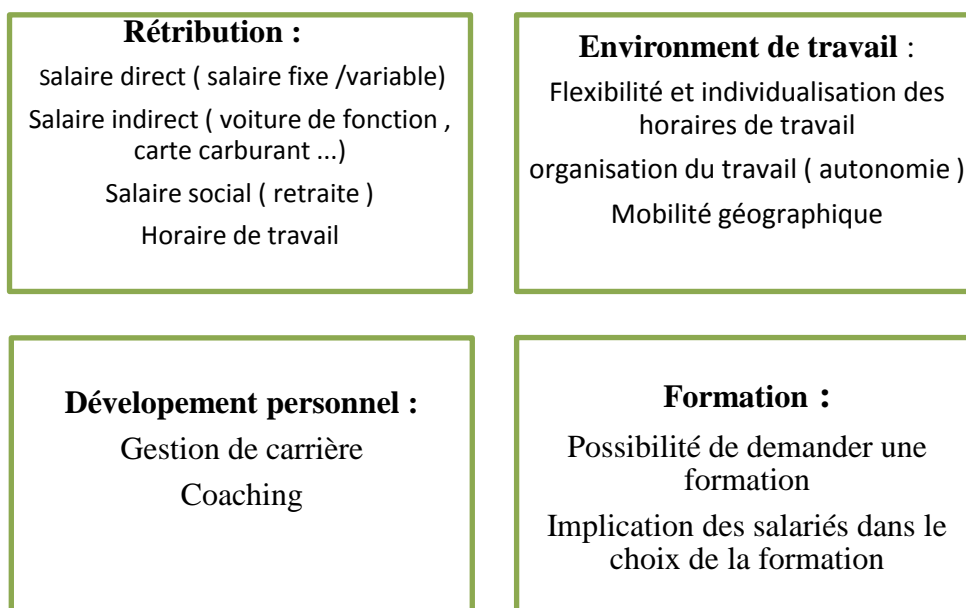 Rétribution :
Salaire direct ( salaire fixe /variable)
Salaire indirect ( voiture de fonction ,
carte carburant ...)
Salaire social ( retraite )
Horaire de travail
Environment de travail :
Flexibilité et individualisation des
horaires de travail
organisation du travail ( autonomie )
Mobilité géographique
Dévelopement personnel :
Gestion de carrière
Coaching
Formation :
Possibilité de demander une
formation
Implication des salariés dans le
choix de la formation